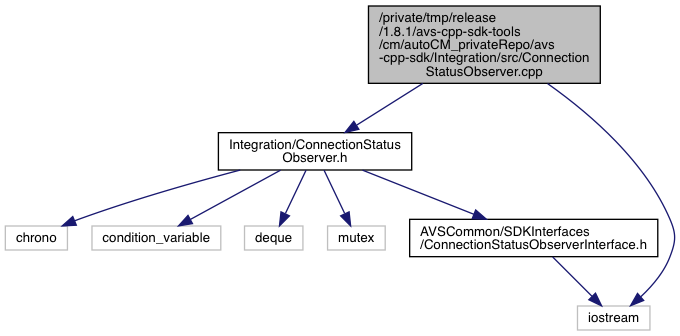 /private/tmp/release
/1.8.1/avs-cpp-sdk-tools
/cm/autoCM_privateRepo/avs
-cpp-sdk/Integration/src/Connection
StatusObserver.cpp
Integration/ConnectionStatus
Observer.h
chrono
condition_variable
deque
mutex
AVSCommon/SDKInterfaces
/ConnectionStatusObserverInterface.h
iostream